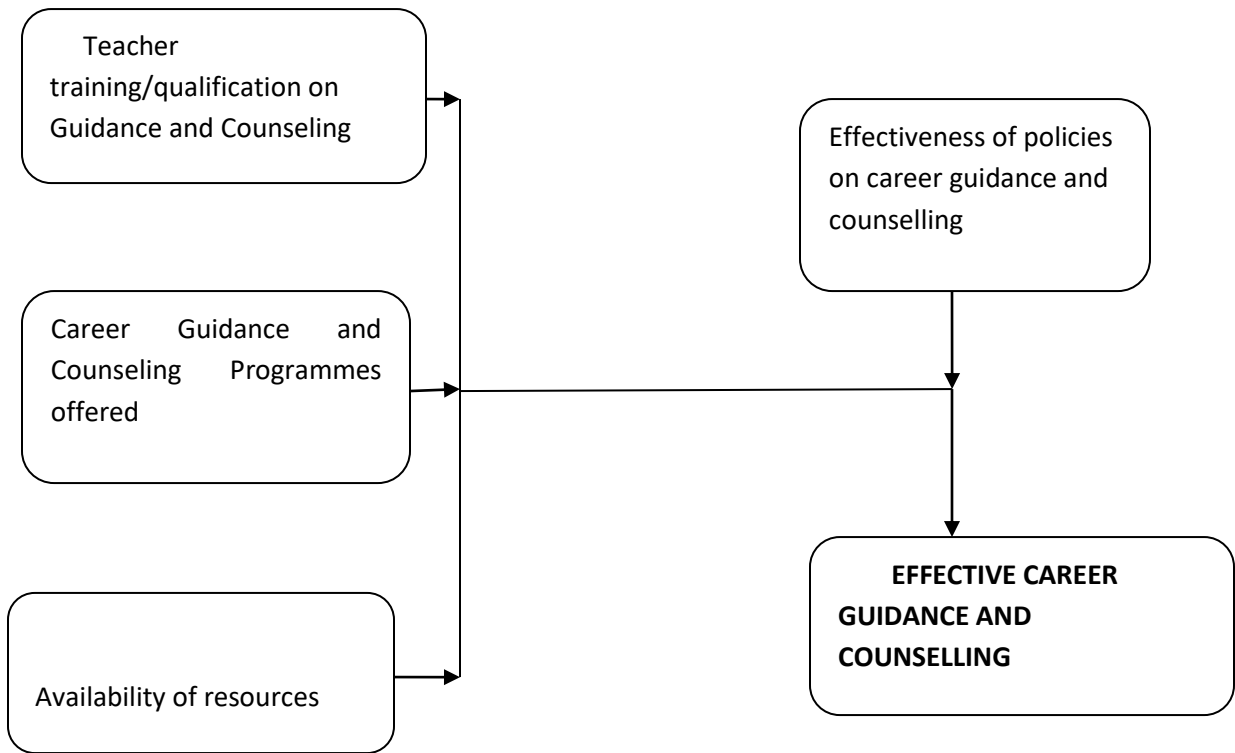 Teacher
training/qualification on
Guidance and Counseling
Effectiveness of policies
on career guidance and
counselling
Career Guidance and
Counseling Programmes
offered
EFFECTIVE CAREER
GUIDANCE AND
COUNSELLING
Availability of resources